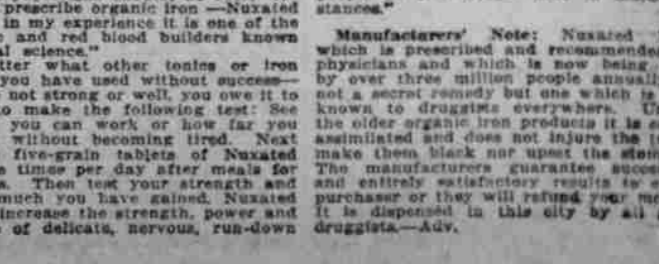 prescribe organic iron—Nuxated
in my experience it is one of the
and red blood builders known
al science."
tter what other tonics or iron
you have used without success—
not strong or well, you owe it to
o make the following test: See
you can work or how far you
without becoming tired. Next
five-grain tablets of Nuxated
times per day after meals for
Then test your strength and
much you have gained. Nuxated
increase the strength, power and
of delicate, nervous, run-down
stances."
Manufacturers' Note: Nuxated
which is prescribed and recommended
physicians and which is now being
by over three million people annually
not a secret remedy but one which is
known to druggists everywhere.
the older organic iron products it is
assimilated and does not injure the
make them black nor upset the
The manufacturers guarantee
and entirely satisfactory results to
purchaser or they will refund your
It is dispensed in this city by all
druggists.—Adv.